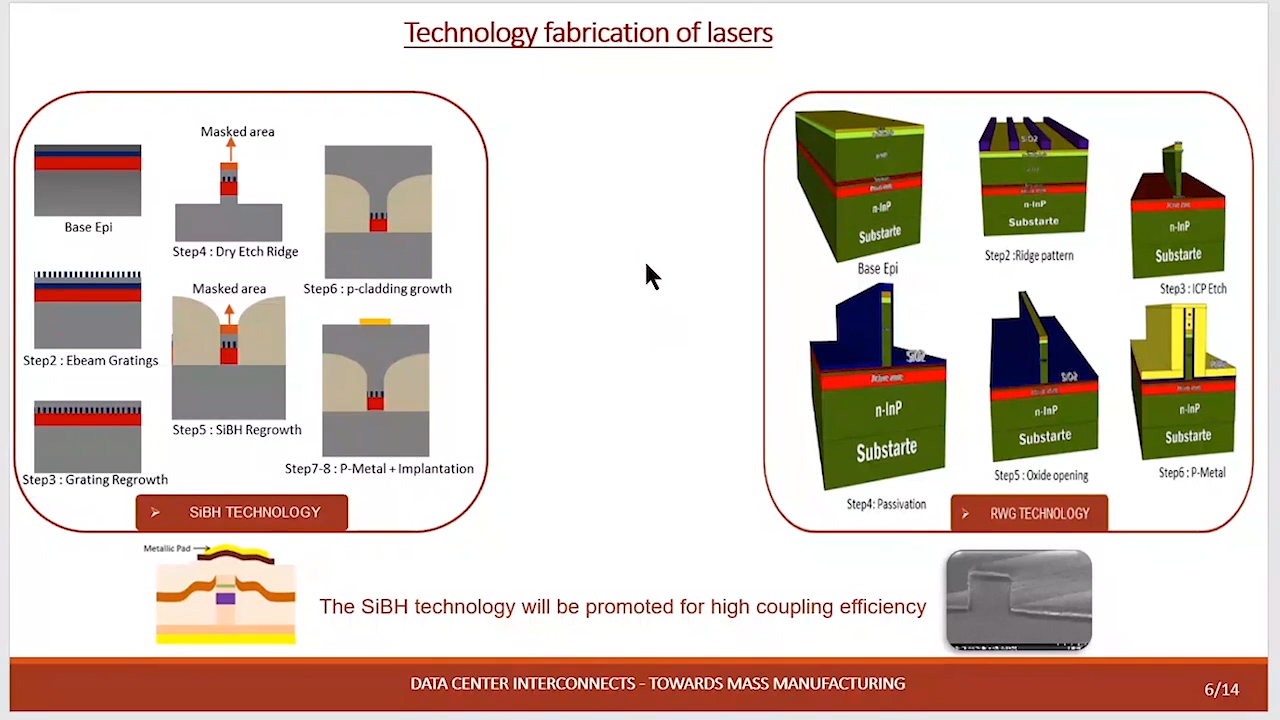 Technology fabrication of lasers
Masked area
Base Epi
Step4 : Dry Etch Ridge
Step6 : p-cladding growth
Masked area
Step2 : Ebeam Gratings
Step5 : SiBH Regrowth
Step3 : Grating Regrowth
Step7-8 : P-Metal + Implantation
➢ SiBH TECHNOLOGY
n-InP
Substarte
Base Epi
SiO2
n-InP
Substarte
Step2 :Ridge pattern
n-InP
Substarte
Step3 : ICP Etch
SiO2
n-InP
Substarte
Step4: Passivation
SiO2
n-InP
Substarte
Step5 : Oxide opening
n-InP
Substarte
Step6 : P-Metal
➢ RWG TECHNOLOGY
Metallic Pad
The SiBH technology will be promoted for high coupling efficiency
DATA CENTER INTERCONNECTS - TOWARDS MASS MANUFACTURING
6/14